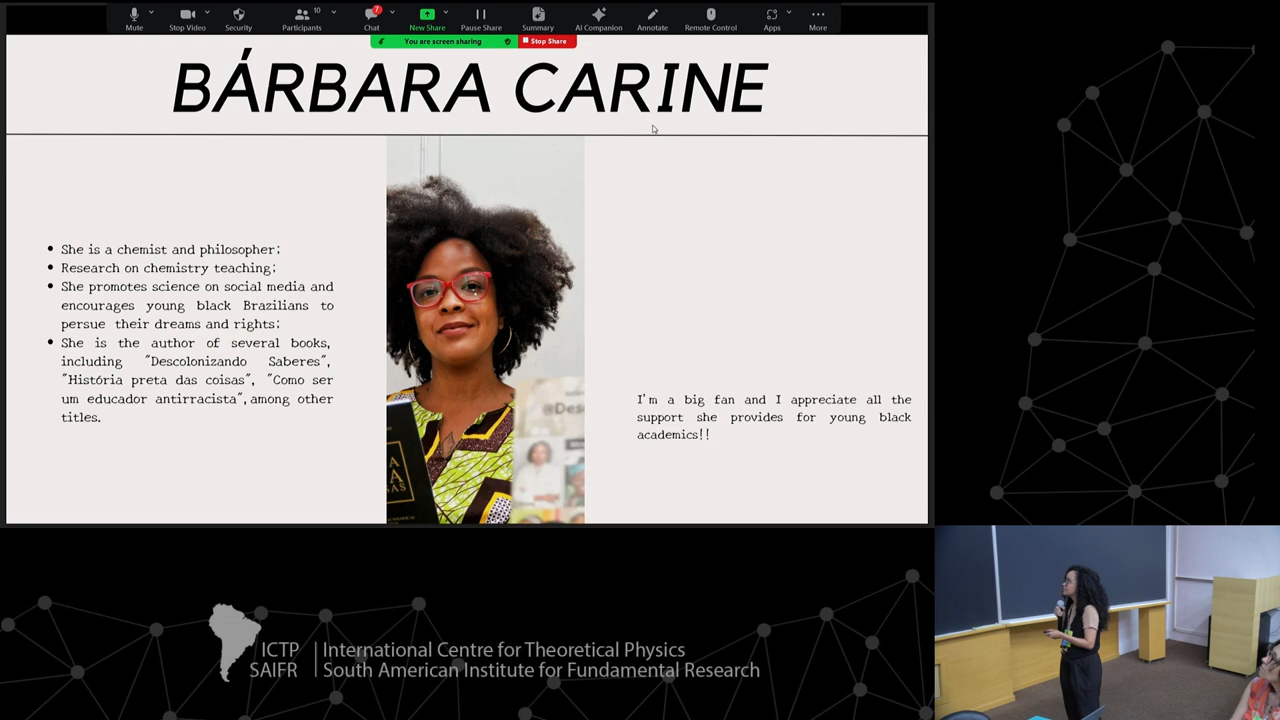 Mute
Stop Video
Security
Participants
10
Chat
7
New Share
Pause Share
Summary
AI Companion
Annotate
Remote Control
Apps
More
You are screen sharing
Stop Share
BÁRBARA CARINE
• She is a chemist and philosopher;
• Research on chemistry teaching;
• She promotes science on social media and
encourages young black Brazilians to
persue their dreams and rights;
• She is the author of several books,
including "Descolonizando Saberes",
"História preta das coisas", "Como ser
um educador antirracista", among other
titles.
I'm a big fan and I appreciate all the
support she provides for young black
academics!!
ICTP
SAIFR
International Centre for Theoretical Physics
South American Institute for Fundamental Research